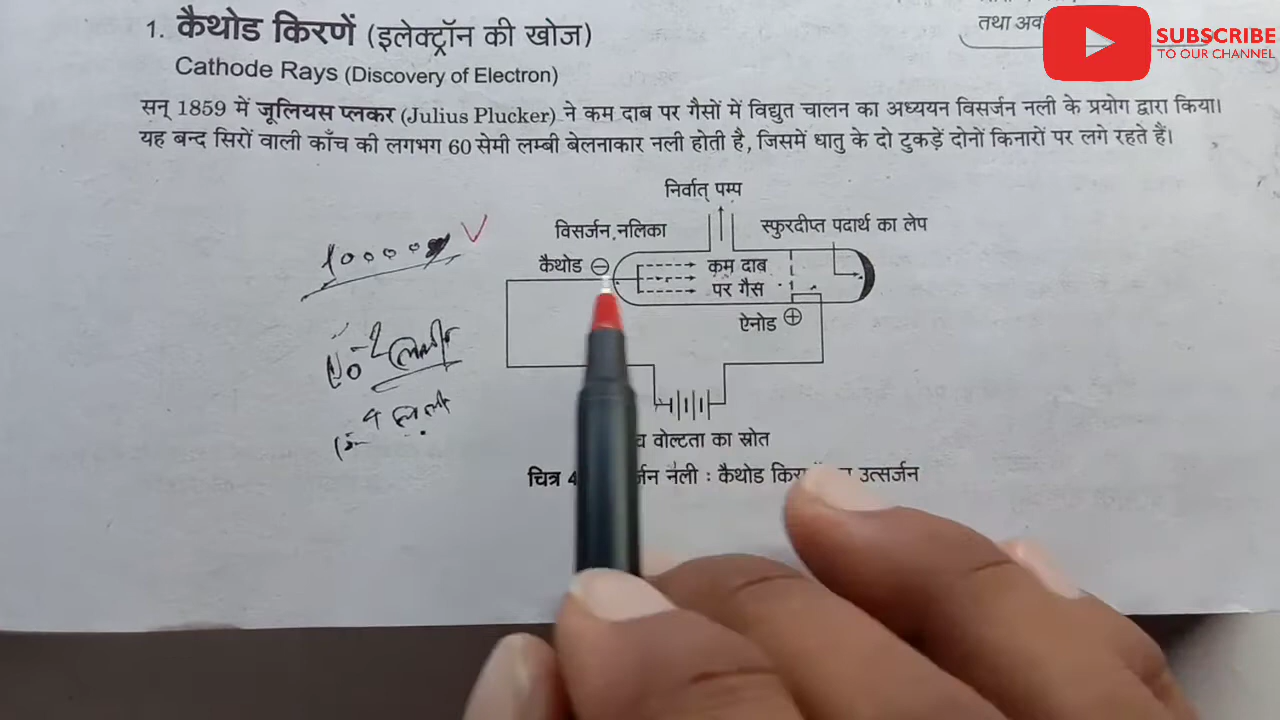 1. कैथोड किरणें (इलेक्ट्रॉन की खोज)
तथा अव
SUBSCRIBE
TO OUR CHANNEL
Cathode Rays (Discovery of Electron)
सन् 1859 में जूलियस प्लकर (Julius Plucker) ने कम दाब पर गैसों में विद्युत चालन का अध्ययन विसर्जन नली के प्रयोग द्वारा किया।
यह बन्द सिरों वाली काँच की लगभग 60 सेमी लम्बी बेलनाकार नली होती है, जिसमें धातु के दो टुकड़ें दोनों किनारों पर लगे रहते हैं।
निर्वात् पम्प
विसर्जन नलिका
स्फुरदीप्त पदार्थ का लेप
कैथोड ⊖
कम दाब
पर गैस
ऐनोड ⊕
वोल्टता का स्रोत
चित्र 4 र्जन नली : कैथोड उत्सर्जन